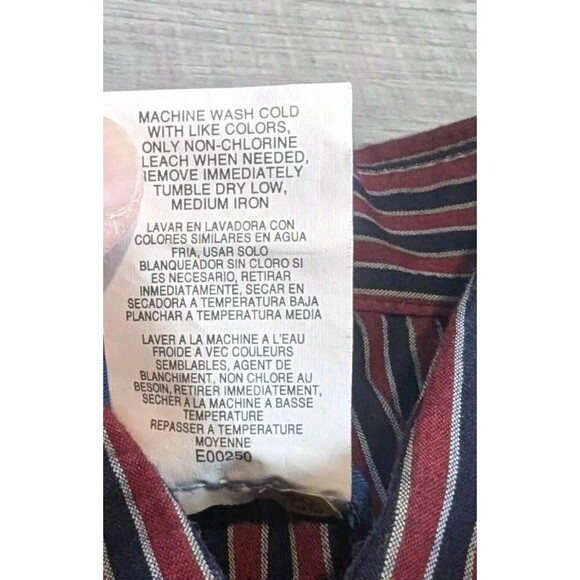 MACHINE WASH COLD
WITH LIKE COLORS,
ONLY NON-CHLORINE
LEACH WHEN NEEDED,
REMOVE IMMEDIATELY
TUMBLE DRY LOW,
MEDIUM IRON
LAVAR EN LAVADORA CON
COLORES SIMILARES EN AGUA
FRIA, USAR SOLO
BLANQUEADOR SIN CLORO SI
ES NECESARIO, RETIRAR
INMEDIATAMENTE, SECAR EN
SECADORA A TEMPERATURA BAJA
PLANCHAR A TEMPERATURA MEDIA
LAVER A LA MACHINE A L'EAU
FROIDE A VEC COULEURS
SEMBLABLES, AGENT DE
BLANCHIMENT, NON CHLORE AU
BESOIN, RETIRER IMMEDIATEMENT,
SECHER A LA MACHINE A BASSE
TEMPERATURE
REPASSER A TEMPERATURE
MOYENNE
E00250